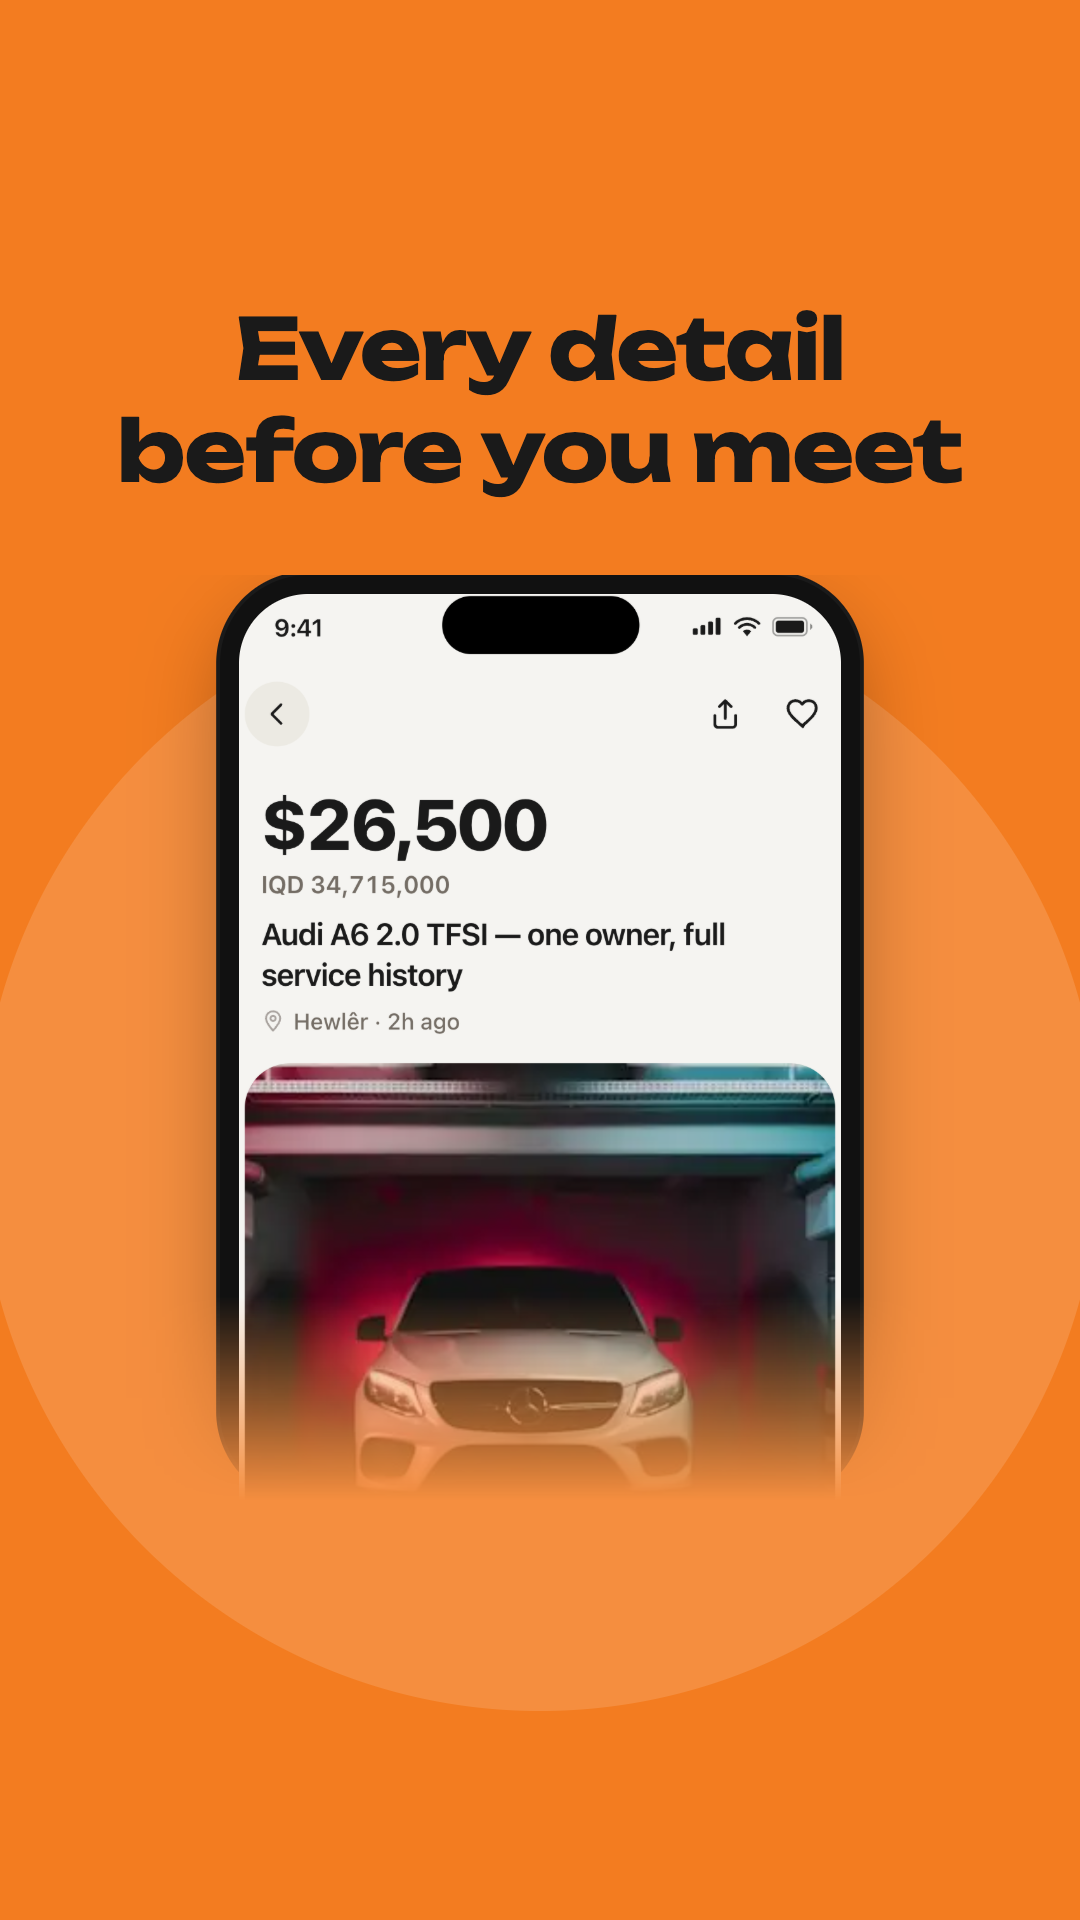 Every detail
before you meet
9:41
$26,500
IQD 34,715,000
Audi A6 2.0 TFSI — one owner, full
service history
Hewlêr · 2h ago